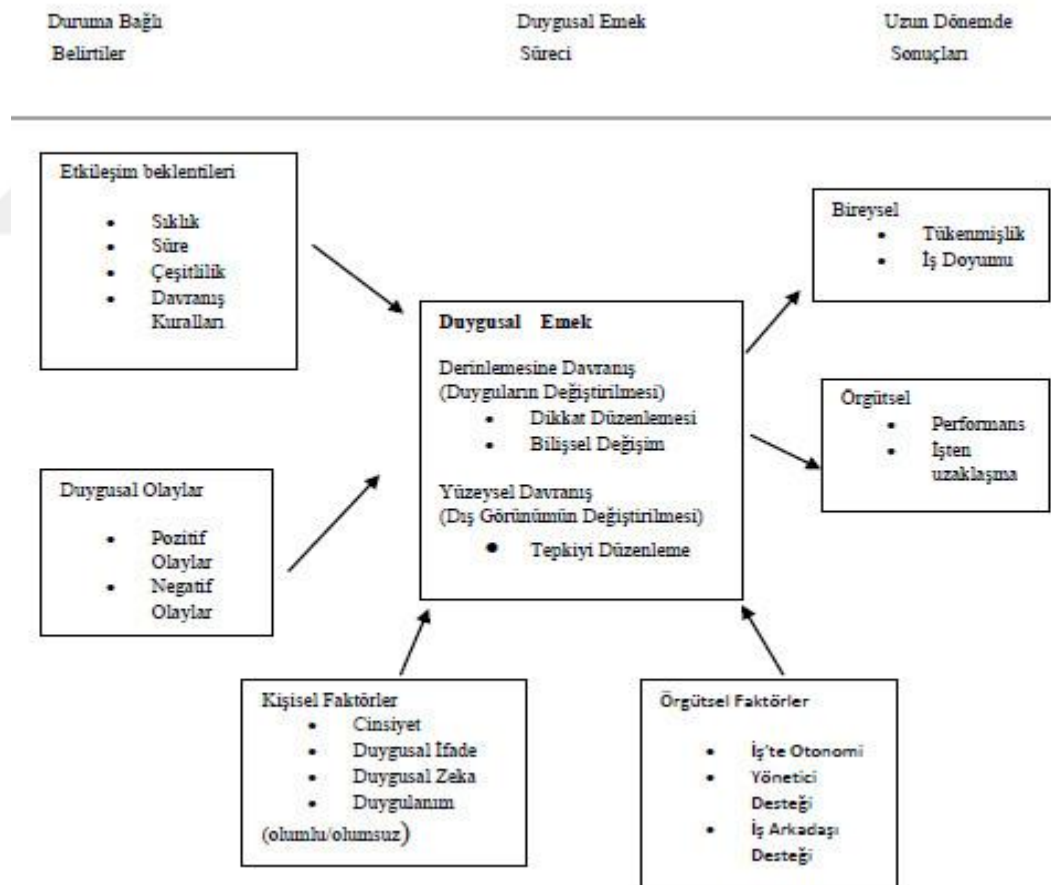 Duruma Bağlı
Belirtiler
Duygusal Emek
Süreci
Uzun Dönemde
Sonuçları
Etkileşim beklentileri
• Sıklık
• Süre
• Çeşitlilik
• Davranış
Kuralları
Duygusal Olaylar
• Pozitif
Olaylar
• Negatif
Olaylar
Duygusal Emek
Derinlemesine Davranış
(Duyguların Değiştirilmesi)
• Dikkat Düzenlemesi
• Bilişsel Değişim
Yüzeysel Davranış
(Dış Görünümün Değiştirilmesi)
• Tepkiyi Düzenleme
Bireysel
• Tükenmişlik
• İş Doyumu
Örgütsel
• Performans
• İşten
uzaklaşma
Kişisel Faktörler
• Cinsiyet
• Duygusal İfade
• Duygusal Zeka
• Duygulanım
(olumlu/olumsuz)
Örgütsel Faktörler
• İş'te Otonomi
• Yönetici
Desteği
• İş Arkadaşı
Desteği